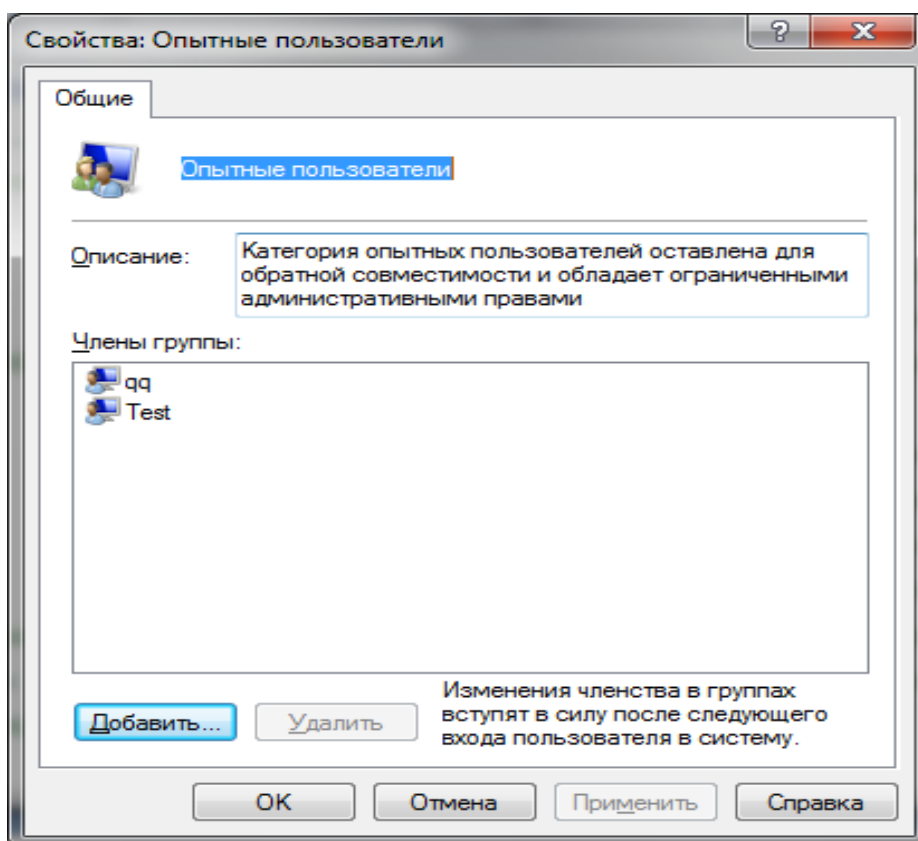 Свойства: Опытные пользователи
?
Общие
Опытные пользователи
Описание:
Категория опытных пользователей оставлена для
обратной совместимости и обладает ограниченными
административными правами
Члены группы:
qq
Test
Добавить...
Удалить
Изменения членства в группах
вступят в силу после следующего
входа пользователя в систему.
OK
Отмена
Применить
Справка